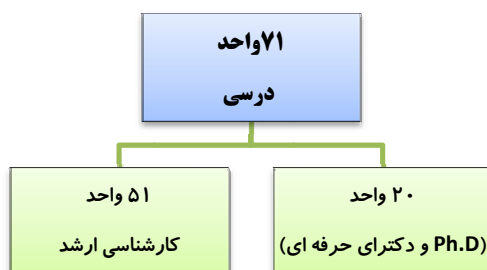 ۷۱واحد
درسی
۲۰ واحد
(Ph.D و دکترای حرفه ای)
۵۱ واحد
کارشناسی ارشد